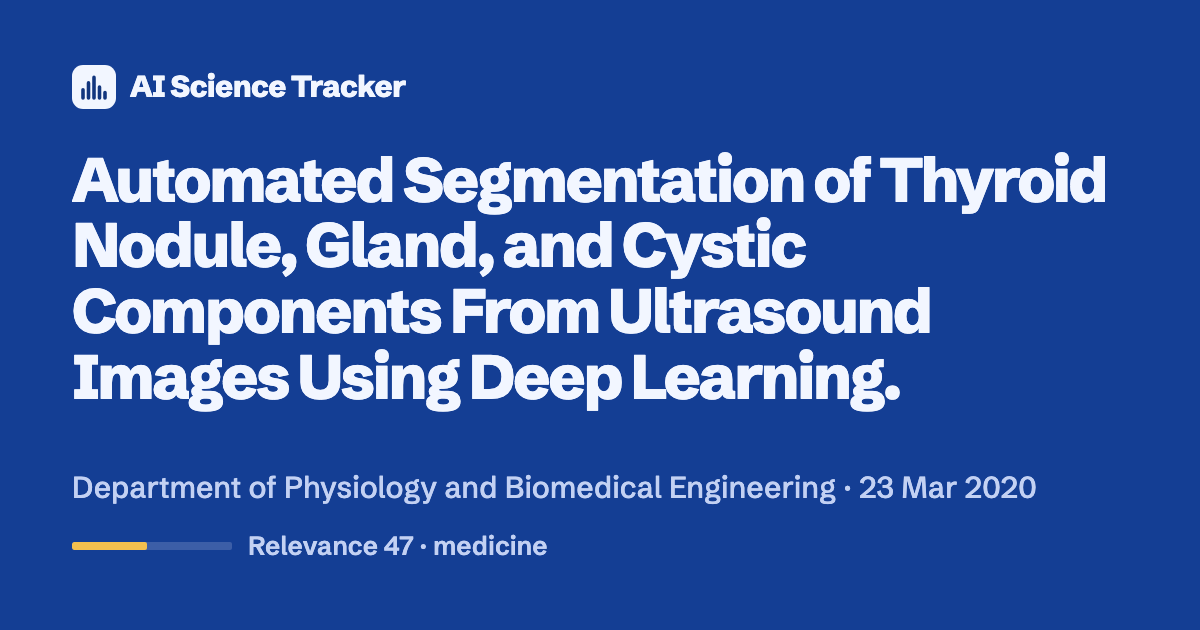 AI Science Tracker
Automated Segmentation of Thyroid
Nodule, Gland, and Cystic
Components From Ultrasound
Images Using Deep Learning.
Department of Physiology and Biomedical Engineering · 23 Mar 2020
Relevance 47 · medicine